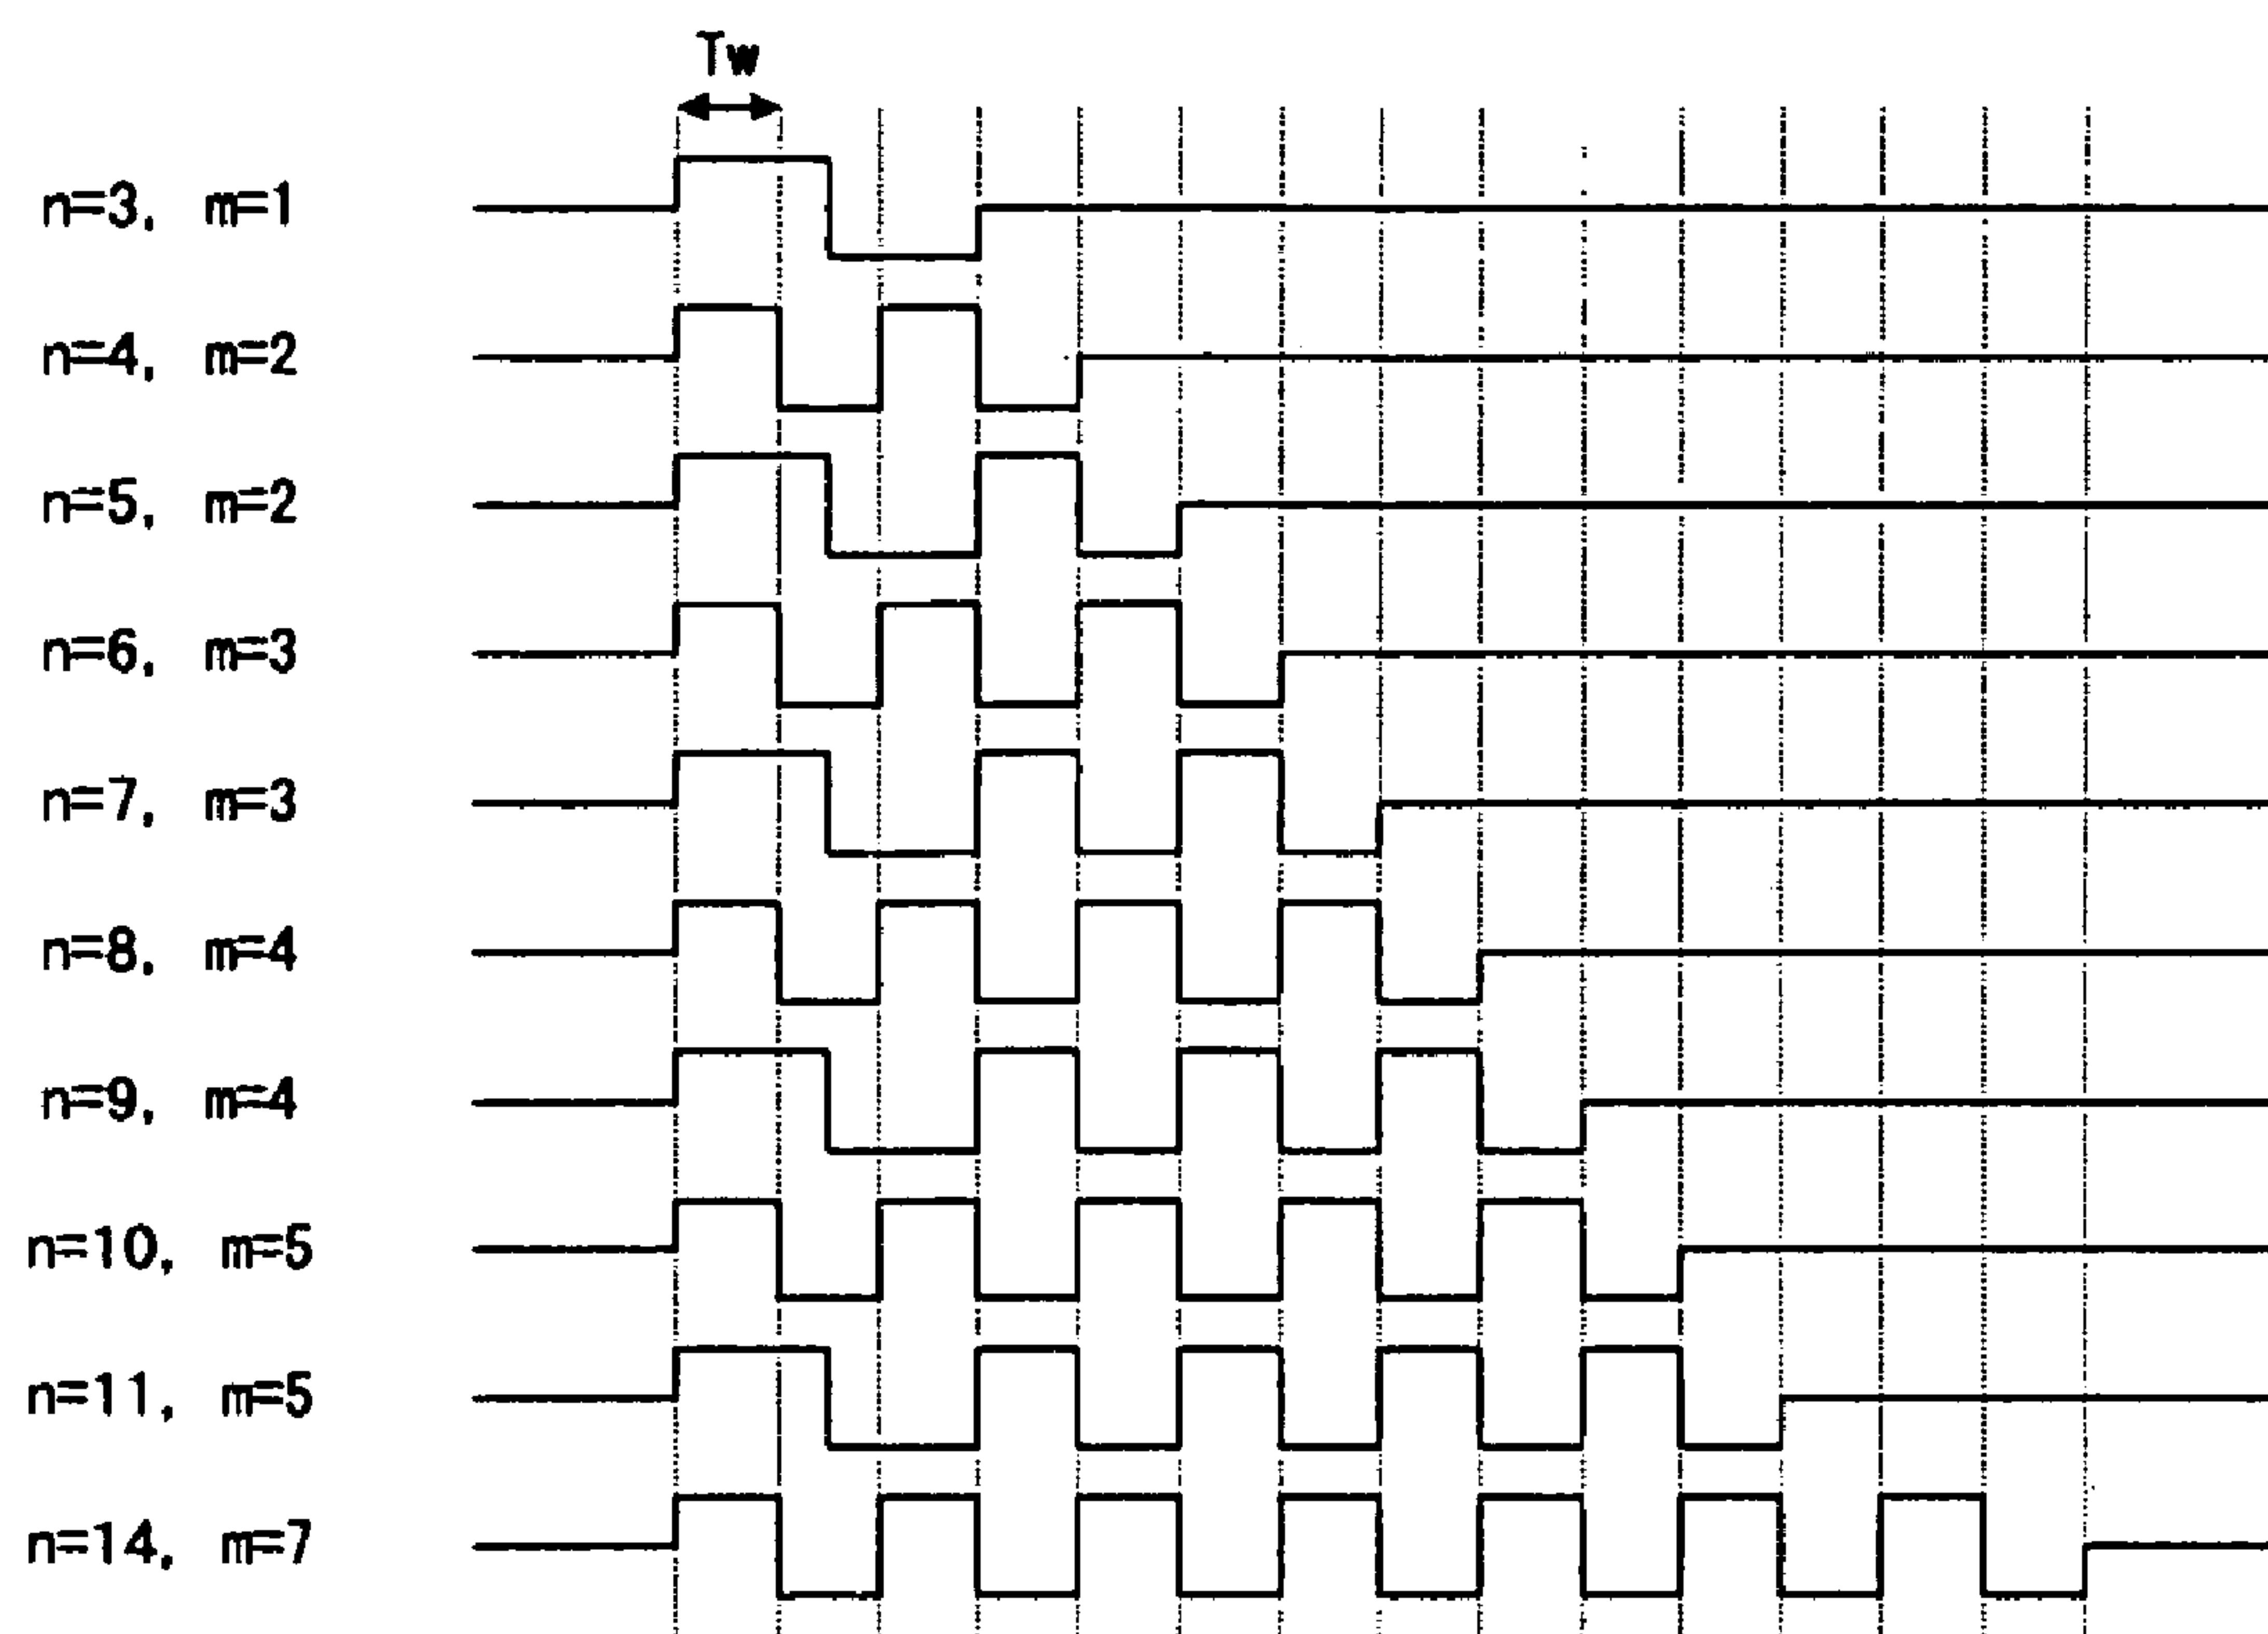 Tw
n=3, m=1
n=4, m=2
n=5, m=2
n=6, m=3
n=7, m=3
n=8, m=4
n=9, m=4
n=10, m=5
n=11, m=5
n=14, m=7